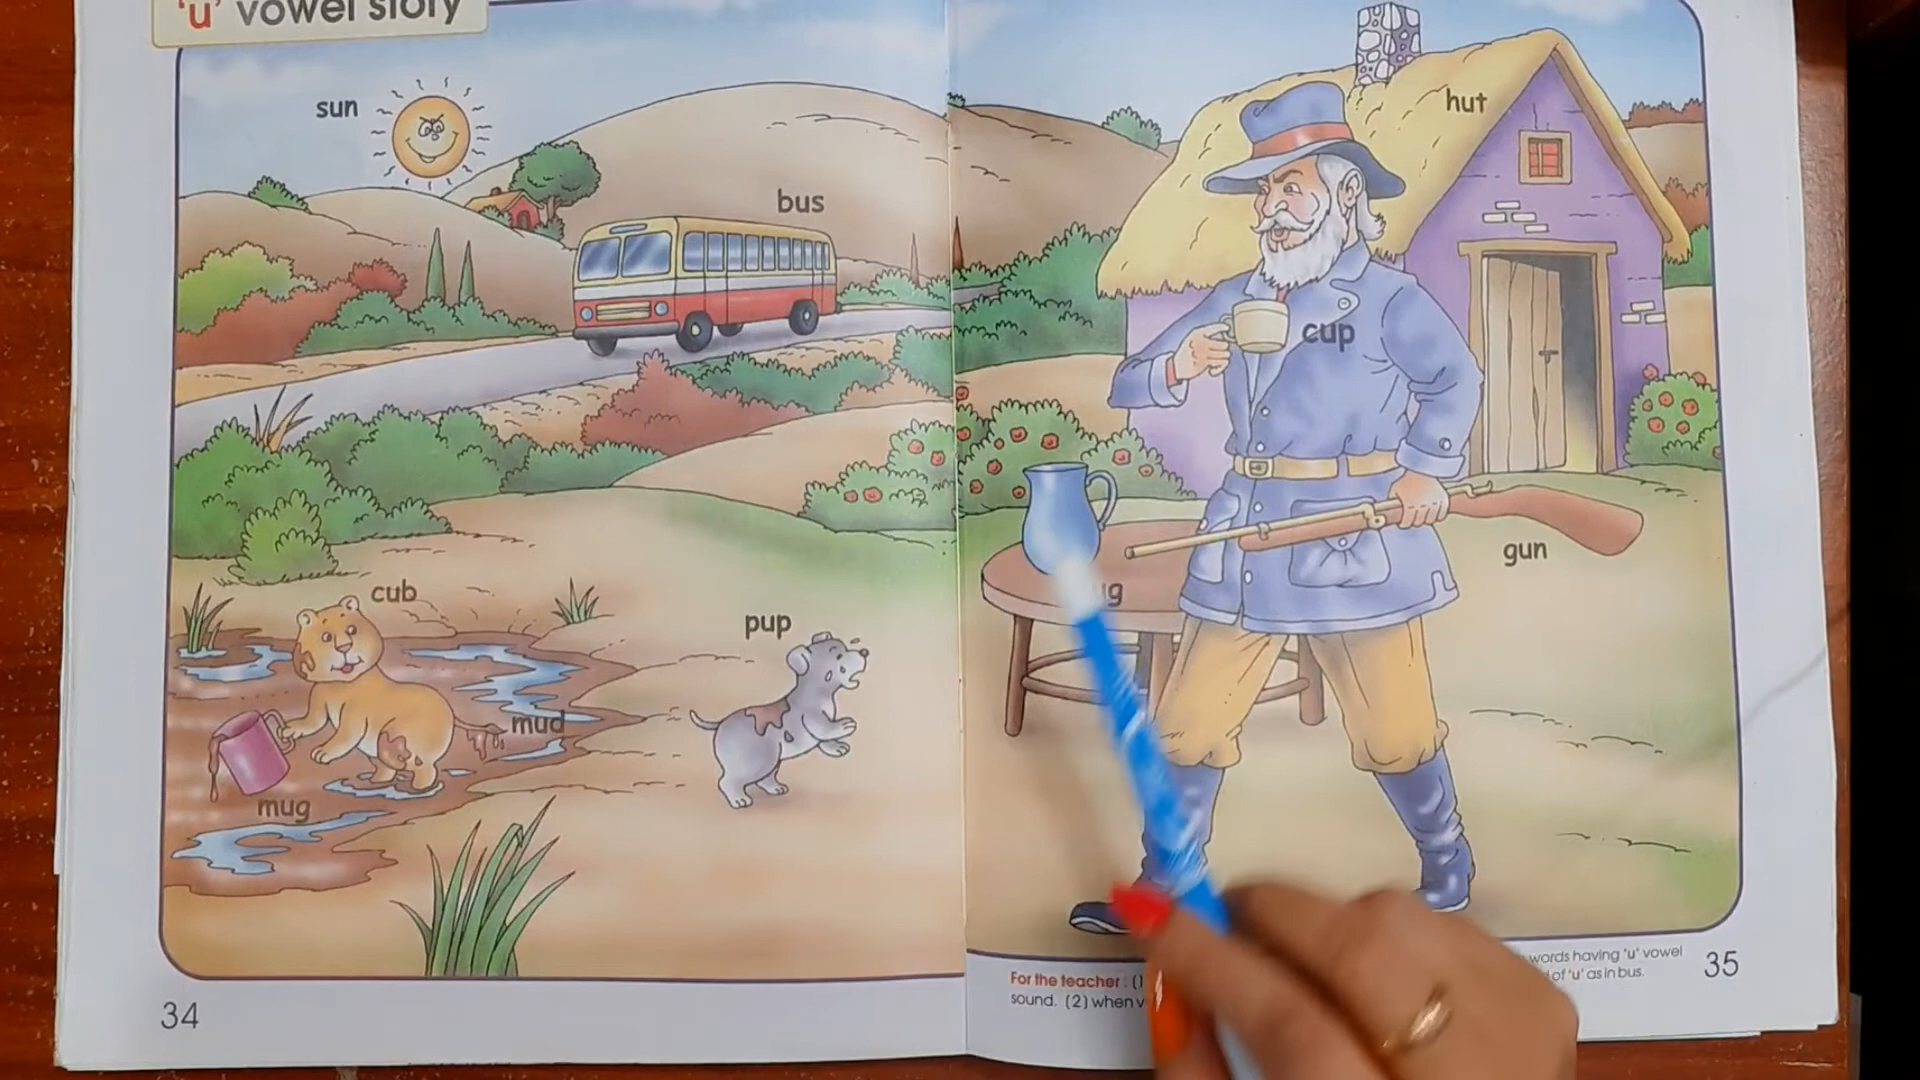 'u' vowel story
sun
bus
cub
pup
mud
mug
34
hut
cup
gun
For the teacher : (1
words having 'u' vowel
sound. (2) when
of 'u' as in bus.
35